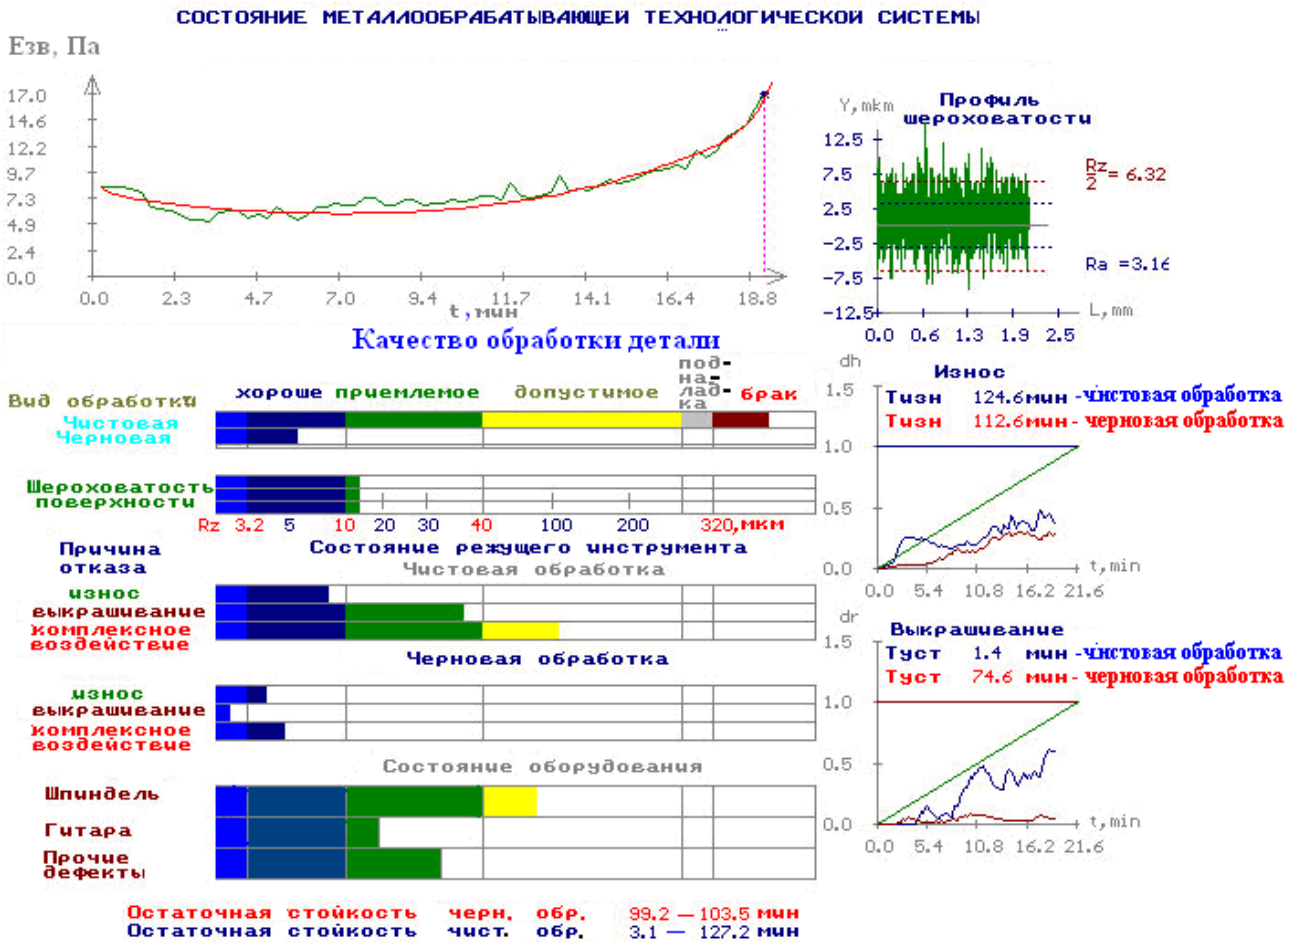 СОСТОЯНИЕ МЕТАЛЛООБРАБАТЫВАЮЩЕЙ ТЕХНОЛОГИЧЕСКОЙ СИСТЕМЫ
Eзв, Па
17.0
14.6
12.2
9.7
7.3
4.9
2.4
0.0
0.0 2.3 4.7 7.0 9.4 11.7 14.1 16.4 18.8
t, мин
Y, mkm
Профиль
шероховатости
12.5
7.5
2.5
-2.5
-7.5
-12.5
Rz/2 = 6.32
Ra =3.16
L, mm
0.0 0.6 1.3 1.9 2.5
Качество обработки детали
Вид обработки
хорошее приемлемое допустимое под-
на-
лад-
ка
брак
Чистовая
Черновая
Шероховатость
поверхности
Rz 3.2 5 10 20 30 40 100 200 320, мкм
Причина
отказа
Состояние режущего инструмента
Чистовая обработка
износ
выкрашивание
комплексное
воздействие
Черновая обработка
износ
выкрашивание
комплексное
воздействие
Состояние оборудования
Шпиндель
Гитара
Прочие
дефекты
Остаточная стойкость черн. обр. 99.2 — 103.5 мин
Остаточная стойкость чист. обр. 3.1 — 127.2 мин
dh
Износ
1.5
Тизн 124.6мин -чистовая обработка
Тизн 112.6мин - черновая обработка
1.0
0.5
0.0
t, min
0.0 5.4 10.8 16.2 21.6
dr
Выкрашивание
1.5
Туст 1.4 мин -чистовая обработка
Туст 74.6 мин - черновая обработка
1.0
0.5
0.0
t, min
0.0 5.4 10.8 16.2 21.6